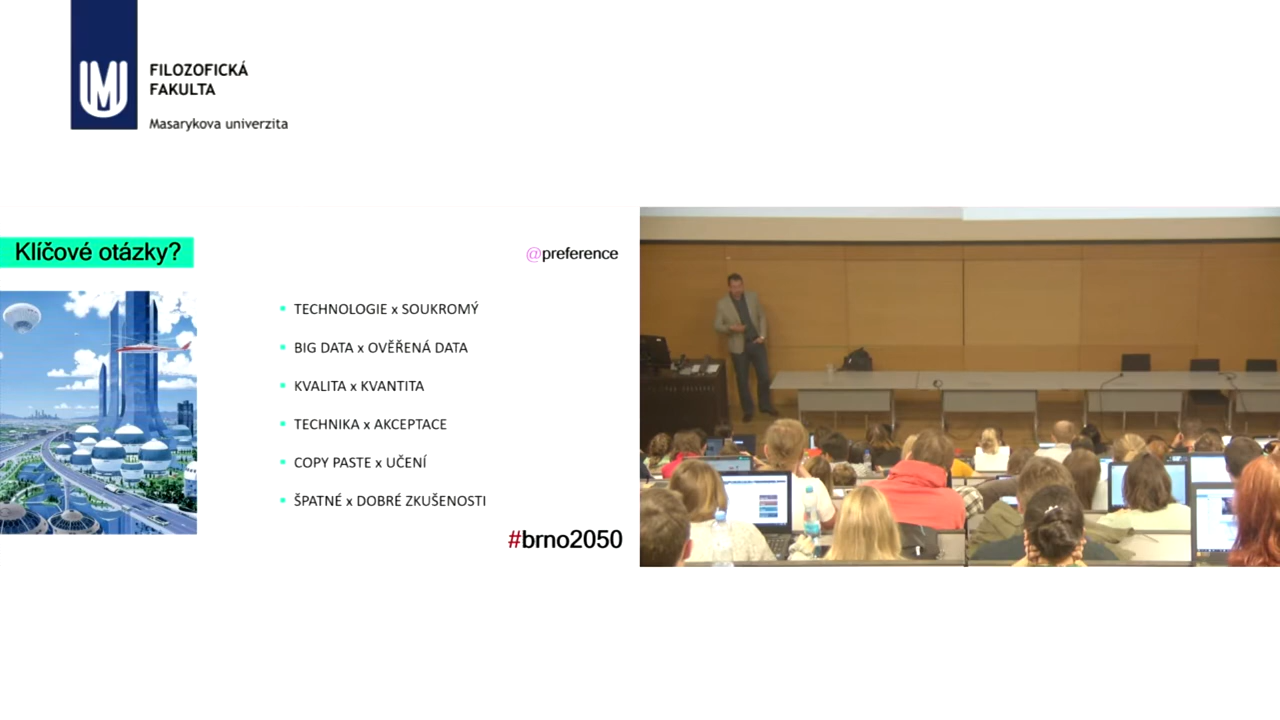 FILOZOFICKÁ
FAKULTA
Masarykova univerzita
Klíčové otázky?
@preference
TECHNOLOGIE x SOUKROMÝ
BIG DATA x OVĚŘENÁ DATA
KVALITA x KVANTITA
TECHNIKA x AKCEPTACE
COPY PASTE x UČENÍ
ŠPATNÉ x DOBRÉ ZKUŠENOSTI
#brno2050